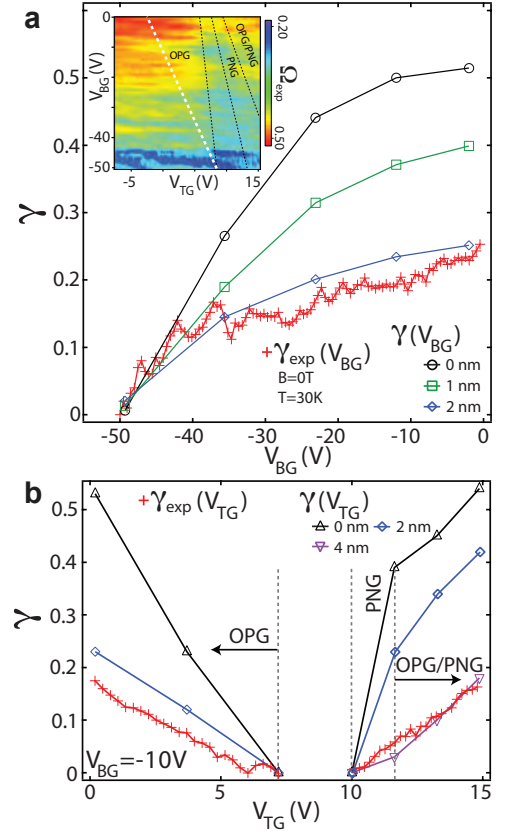 a
0
-20
-40
-50
V_BG(V)
OPG
OPG/PNG
PNG
-5
V_TG(V)
15
0.20
Ω_exp
0.50
0.5
0.4
0.3
0.2
0.1
0
γ
γ_exp(V_BG)
B=0T
T=30K
γ(V_BG)
0 nm
1 nm
2 nm
-50 -40 -30 -20 -10 0
V_BG(V)
b
γ_exp(V_TG)
γ(V_TG)
0 nm 2 nm
4 nm
0.5
0.4
0.3
0.2
0.1
0
γ
OPG
PNG
OPG/PNG
V_BG=-10V
0 5 10 15
V_TG(V)